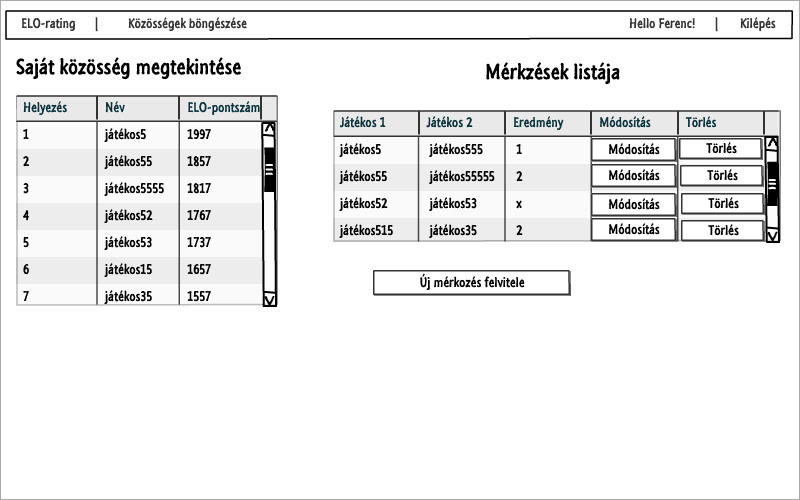 ELO-rating | Közösségek böngészése Hello Ferenc! | Kilépés
Saját közösség megtekintése
Helyezés Név ELO-pontszám
1 játékos5 1997
2 játékos55 1857
3 játékos5555 1817
4 játékos52 1767
5 játékos53 1737
6 játékos15 1657
7 játékos35 1557
Mérkzések listája
Játékos 1 Játékos 2 Eredmény Módosítás Törlés
játékos5 játékos555 1 Módosítás Törlés
játékos55 játékos55555 2 Módosítás Törlés
játékos52 játékos53 x Módosítás Törlés
játékos515 játékos35 2 Módosítás Törlés
Új mérkozés felvitele